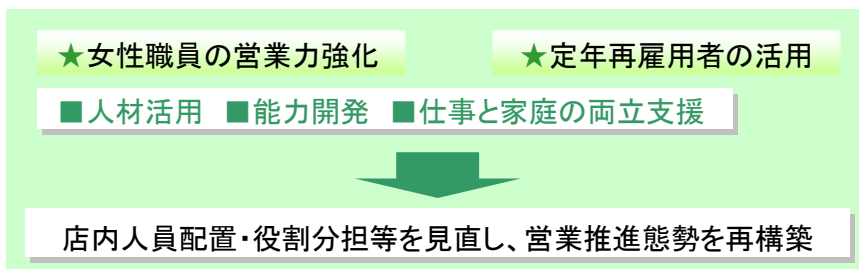 ★女性職員の営業力強化 ★定年再雇用者の活用
■人材活用 ■能力開発 ■仕事と家庭の両立支援
店内人員配置・役割分担等を見直し、営業推進態勢を再構築